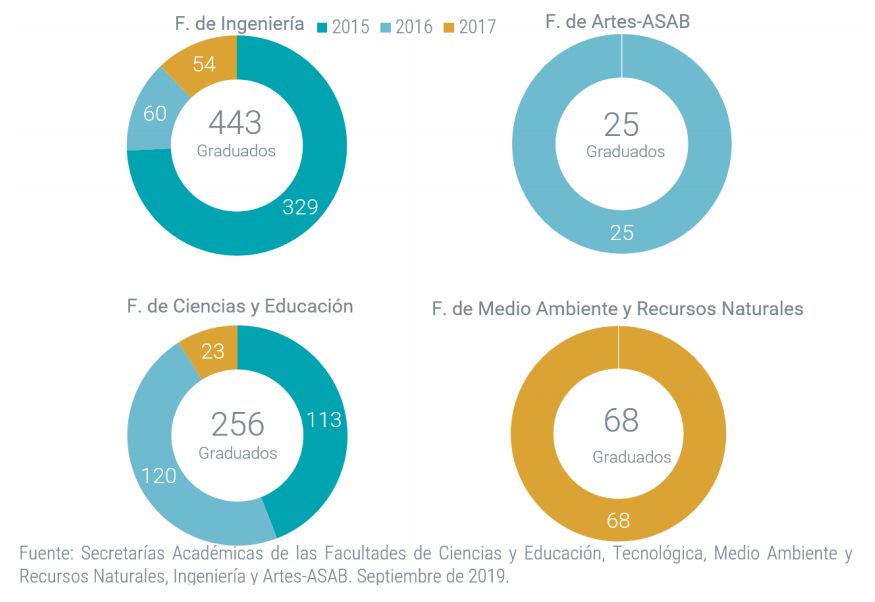 F. de Ingeniería
2015 2016 2017
54
60
443
Graduados
329
F. de Artes-ASAB
25
Graduados
25
F. de Ciencias y Educación
23
256
Graduados
113
120
F. de Medio Ambiente y Recursos Naturales
68
Graduados
68
Fuente: Secretarías Académicas de las Facultades de Ciencias y Educación, Tecnológica, Medio Ambiente y
Recursos Naturales, Ingeniería y Artes-ASAB. Septiembre de 2019.